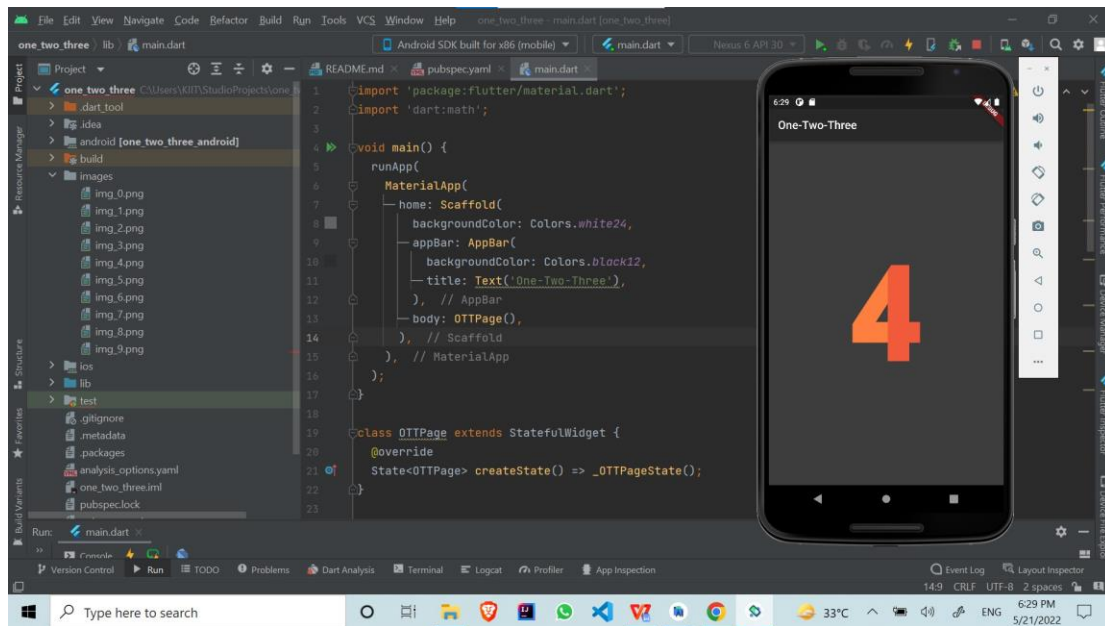 File Edit View Navigate Code Refactor Build Run Tools VCS Window Help one_two_three - main.dart [one_two_three]
one_two_three lib main.dart Android SDK built for x86 (mobile) main.dart Nexus 6 API 30
Project README.md pubspec.yaml main.dart
one_two_three C:\Users\KIIT\StudioProjects\one_
.dart_tool
.idea
android [one_two_three_android]
build
images
img_0.png
img_1.png
img_2.png
img_3.png
img_4.png
img_5.png
img_6.png
img_7.png
img_8.png
img_9.png
ios
lib
test
.gitignore
.metadata
.packages
analysis_options.yaml
one_two_three.iml
pubspec.lock
Project
Resource Manager
Structure
Favorites
Build Variants
1 import 'package:flutter/material.dart';
2 import 'dart:math';
3
4 void main() {
5 runApp(
6 MaterialApp(
7 home: Scaffold(
8 backgroundColor: Colors.white24,
9 appBar: AppBar(
10 backgroundColor: Colors.black12,
11 title: Text('One-Two-Three'),
12 ), // AppBar
13 body: OTTPage(),
14 ), // Scaffold
15 ), // MaterialApp
16 );
17 }
18
19 class OTTPage extends StatefulWidget {
20 @override
21 State<OTTPage> createState() => _OTTPageState();
22 }
23
6:29
One-Two-Three
4
Flutter Outline
Flutter Performance
Device Manager
Flutter Inspector
Run: main.dart
Console
Version Control Run TODO Problems Dart Analysis Terminal Logcat Profiler App Inspection Event Log Layout Inspector
14:9 CRLF UTF-8 2 spaces
Type here to search 33°C ENG 6:29 PM
5/21/2022